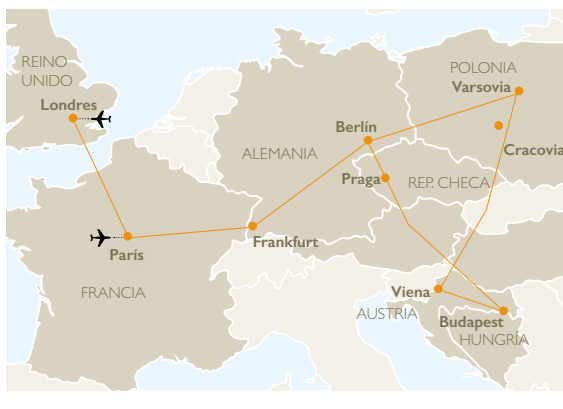 REINO
UNIDO
Londres
POLONIA
Varsovia
Berlín
Cracovia
ALEMANIA
Praga
REP. CHECA
París
Frankfurt
FRANCIA
Viena
AUSTRIA
Budapest
HUNGRÍA